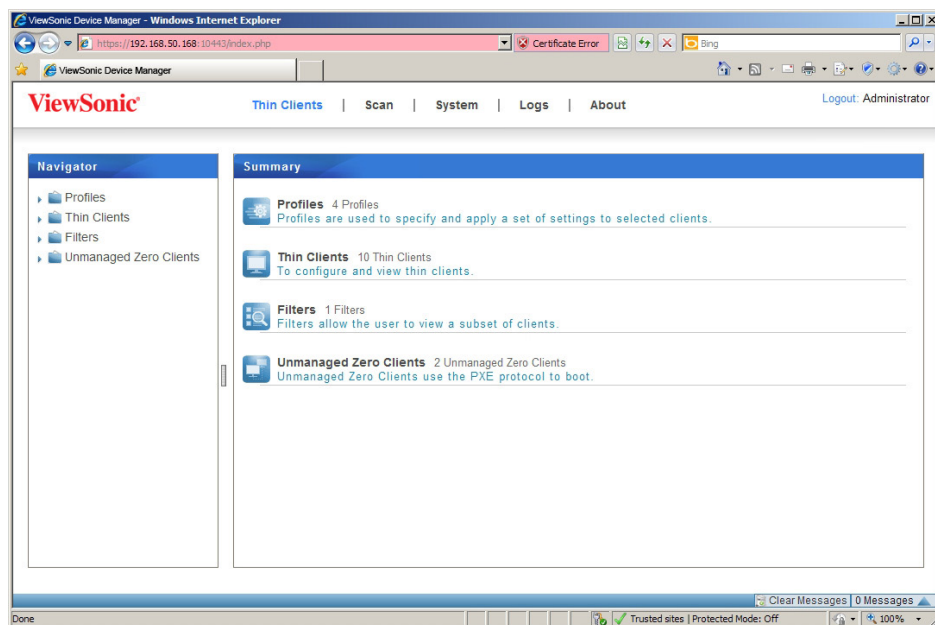 ViewSonic Device Manager - Windows Internet Explorer
https://192.168.50.168:10443/index.php
Certificate Error
Bing
ViewSonic Device Manager
ViewSonic®
Thin Clients | Scan | System | Logs | About
Logout: Administrator
Navigator
Profiles
Thin Clients
Filters
Unmanaged Zero Clients
Summary
Profiles 4 Profiles
Profiles are used to specify and apply a set of settings to selected clients.
Thin Clients 10 Thin Clients
To configure and view thin clients.
Filters 1 Filters
Filters allow the user to view a subset of clients.
Unmanaged Zero Clients 2 Unmanaged Zero Clients
Unmanaged Zero Clients use the PXE protocol to boot.
Clear Messages 0 Messages
Done
Trusted sites | Protected Mode: Off
100%